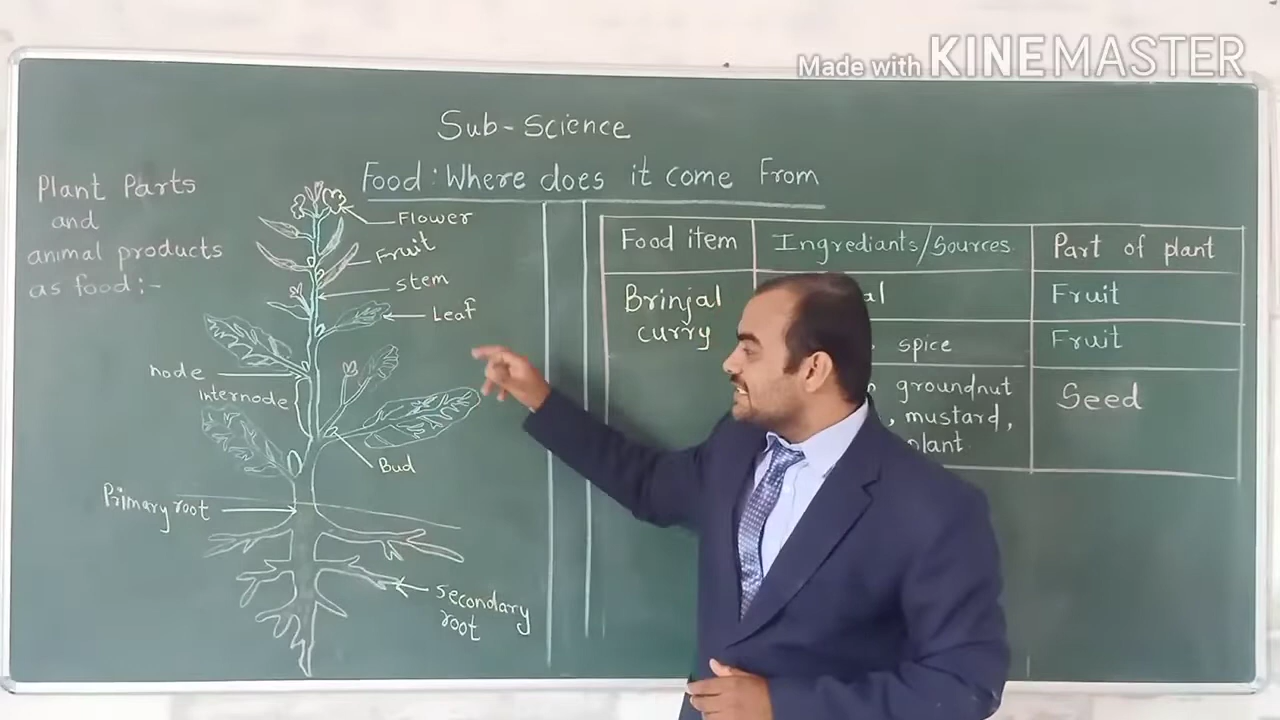 Made with KINEMASTER
Sub-Science
Food: Where does it come From
Plant Parts
and
animal products
as food:-
Flower
Fruit
stem
Leaf
node
Internode
Bud
Primary root
Secondary
root
Food item Ingrediants/Sources Part of plant
Brinjal Fruit
curry spice Fruit
groundnut Seed
, mustard,
plant